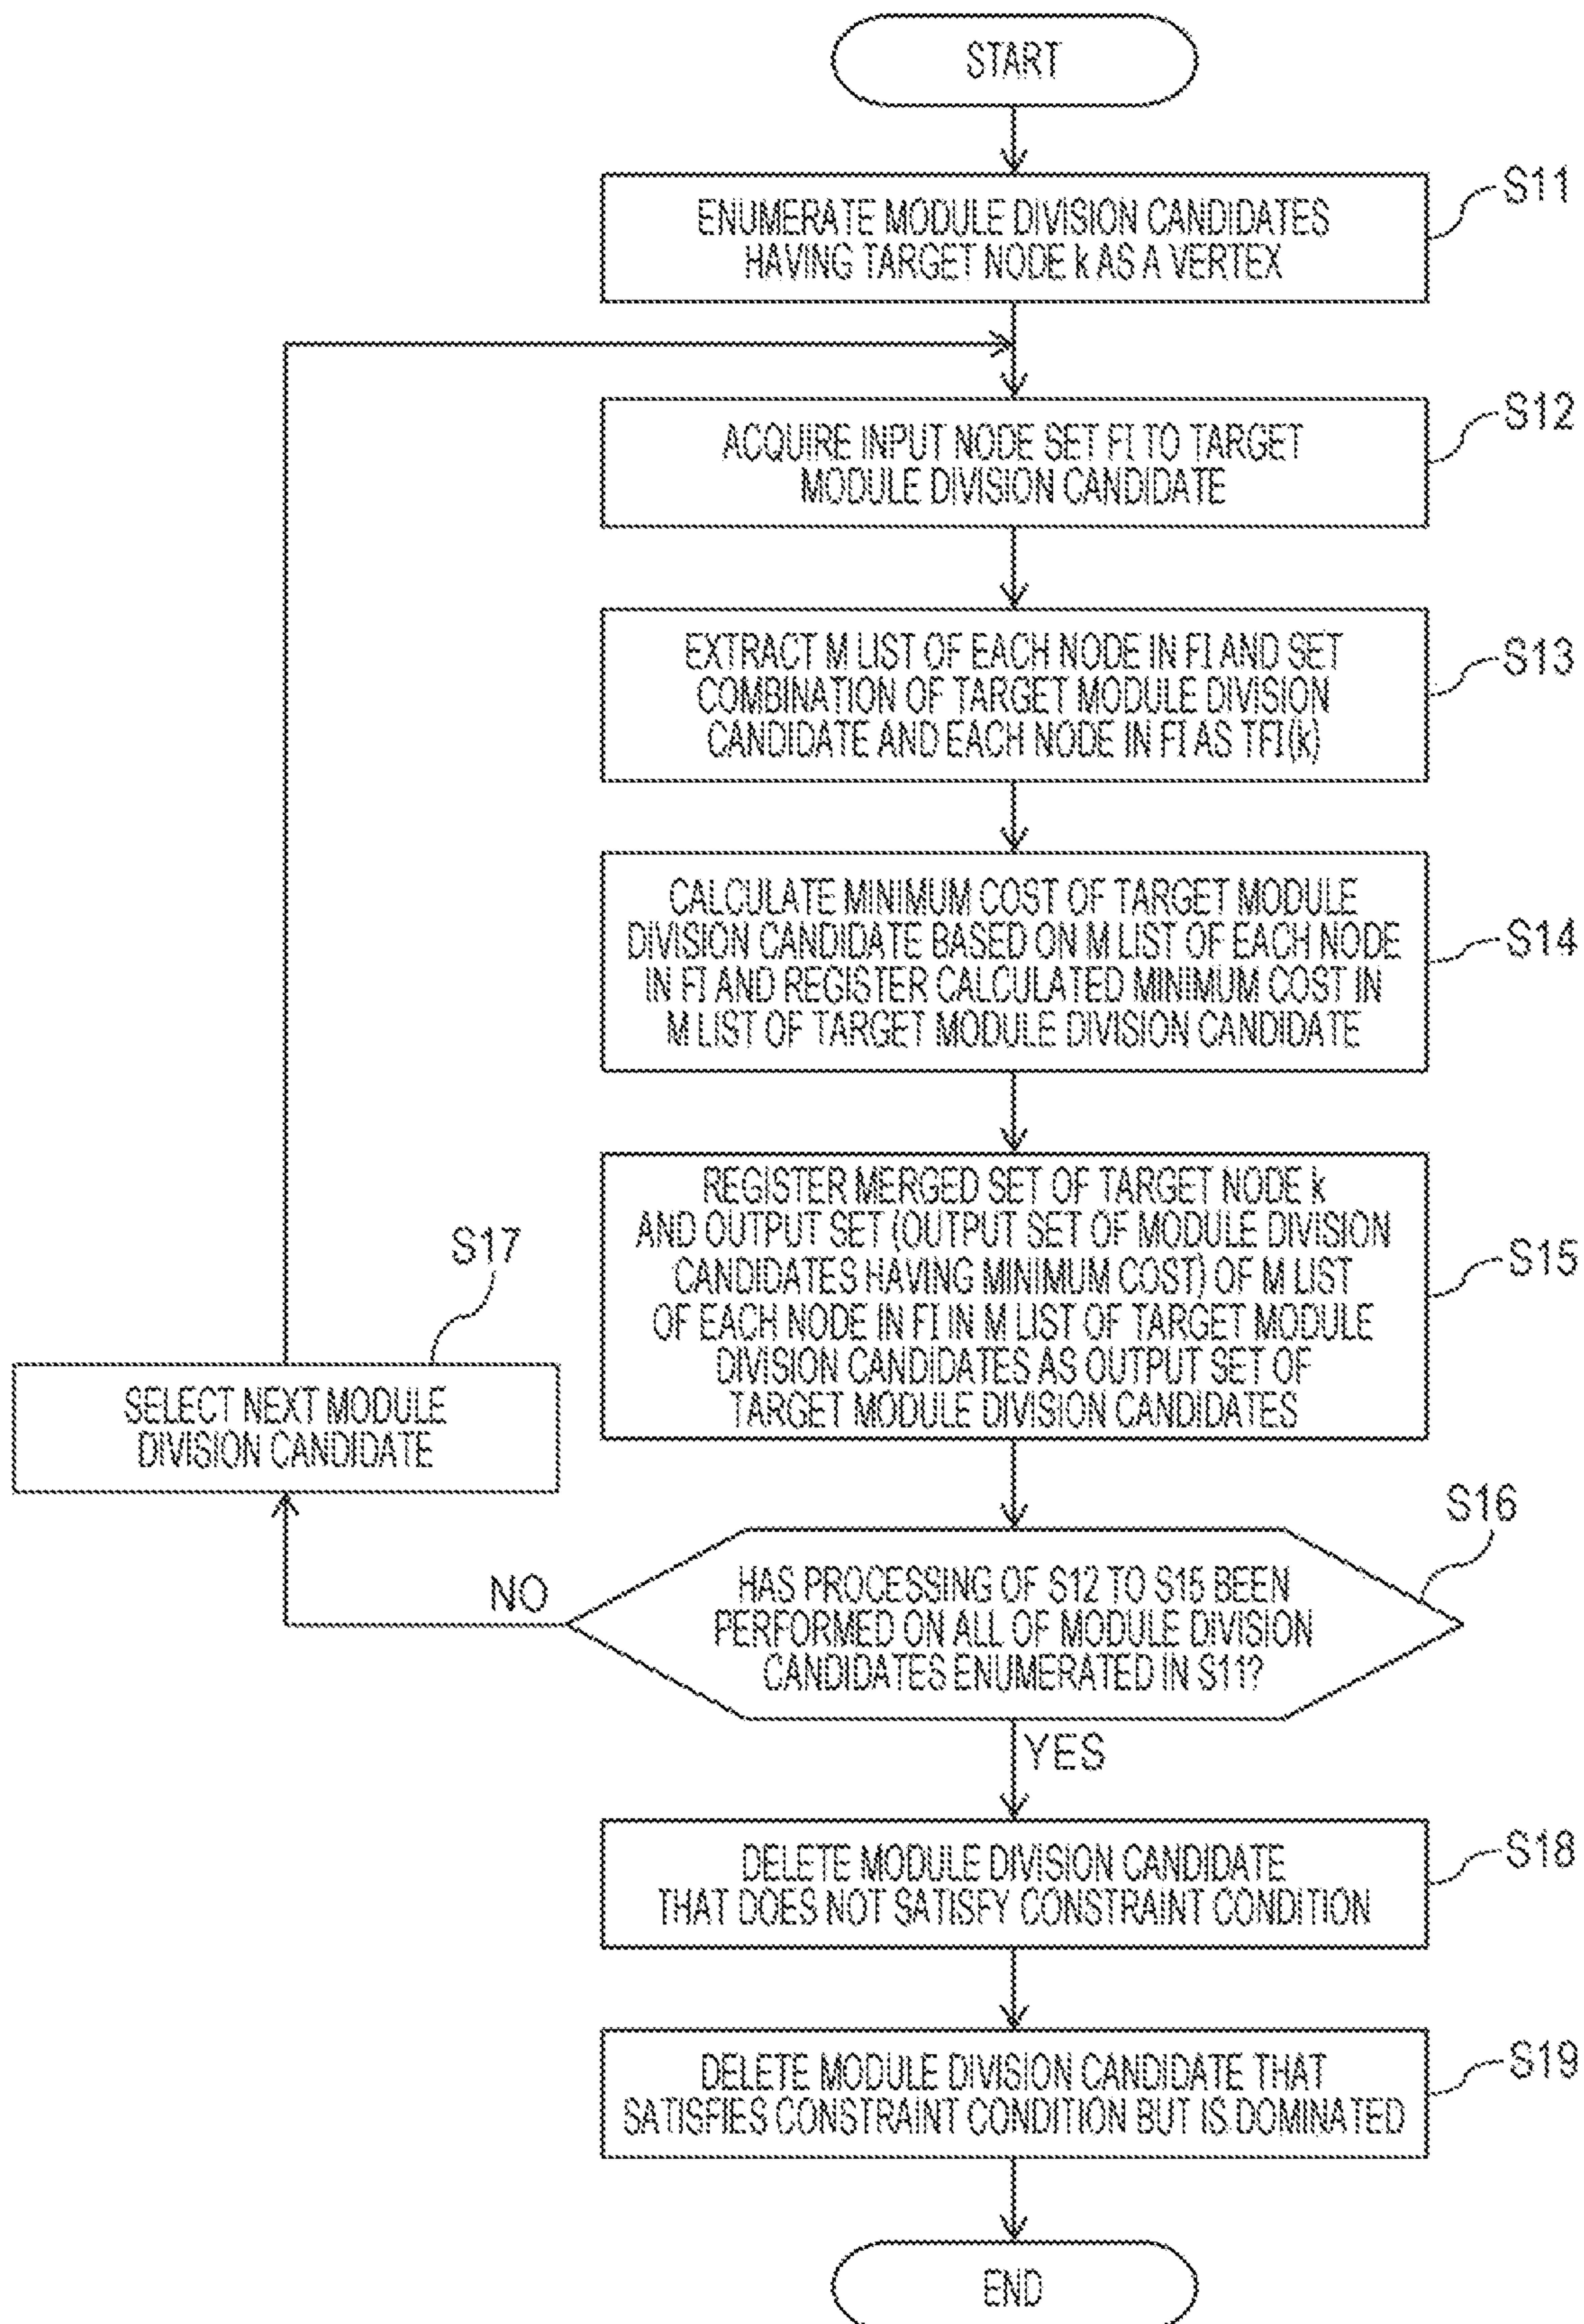 START
S11
ENUMERATE MODULE DIVISION CANDIDATES
HAVING TARGET NODE k AS A VERTEX
S12
ACQUIRE INPUT NODE SET FI TO TARGET
MODULE DIVISION CANDIDATE
S13
EXTRACT M LIST OF EACH NODE IN FI AND SET
COMBINATION OF TARGET MODULE DIVISION
CANDIDATE AND EACH NODE IN FI AS TFI(k)
S14
CALCULATE MINIMUM COST OF TARGET MODULE
DIVISION CANDIDATE BASED ON M LIST OF EACH NODE
IN FI AND REGISTER CALCULATED MINIMUM COST IN
M LIST OF TARGET MODULE DIVISION CANDIDATE
S15
REGISTER MERGED SET OF TARGET NODE k
AND OUTPUT SET (OUTPUT SET OF MODULE DIVISION
CANDIDATES HAVING MINIMUM COST) OF M LIST
OF EACH NODE IN FI IN M LIST OF TARGET MODULE
DIVISION CANDIDATES AS OUTPUT SET OF
TARGET MODULE DIVISION CANDIDATES
S17
SELECT NEXT MODULE
DIVISION CANDIDATE
S16
NO
HAS PROCESSING OF S12 TO S15 BEEN
PERFORMED ON ALL OF MODULE DIVISION
CANDIDATES ENUMERATED IN S11?
YES
S18
DELETE MODULE DIVISION CANDIDATE
THAT DOES NOT SATISFY CONSTRAINT CONDITION
S19
DELETE MODULE DIVISION CANDIDATE THAT
SATISFIES CONSTRAINT CONDITION BUT IS DOMINATED
END